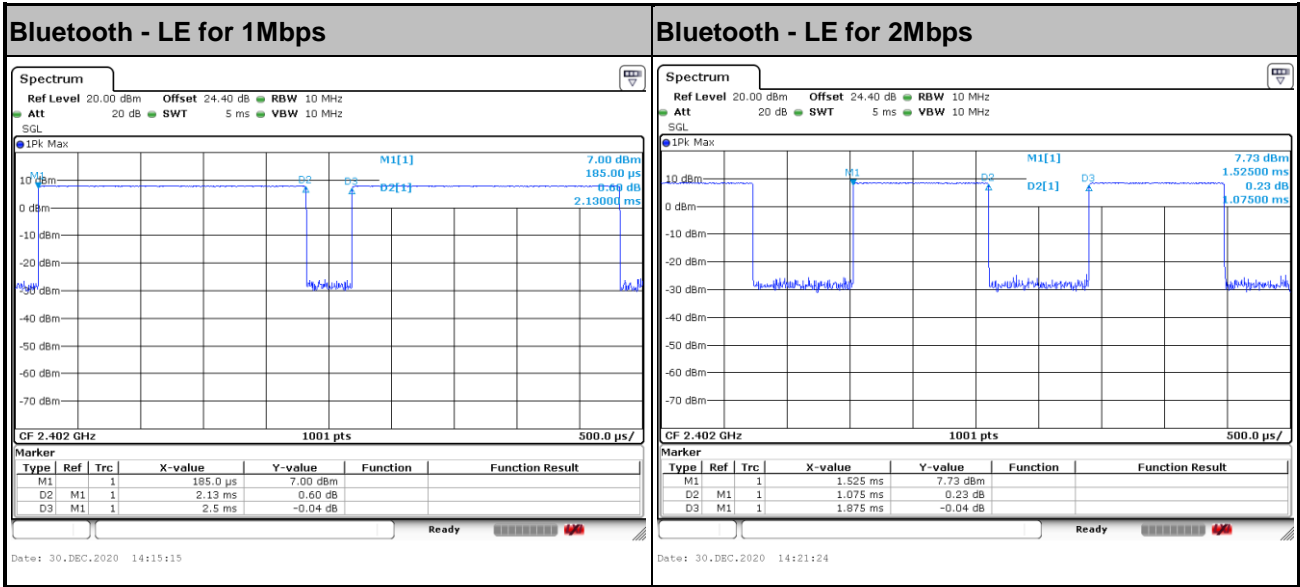 Bluetooth - LE for 1Mbps
Spectrum
Ref Level 20.00 dBm Offset 24.40 dB RBW 10 MHz
Att 20 dB SWT 5 ms VBW 10 MHz
SGL
1Pk Max
M1[1] 7.00 dBm
185.00 µs
D2[1] 0.60 dB
2.13000 ms
M1
D2
D3
10 dBm
0 dBm
-10 dBm
-20 dBm
-30 dBm
-40 dBm
-50 dBm
-60 dBm
-70 dBm
CF 2.402 GHz 1001 pts 500.0 µs/
Marker
Type Ref Trc X-value Y-value Function Function Result
M1 1 185.0 µs 7.00 dBm
D2 M1 1 2.13 ms 0.60 dB
D3 M1 1 2.5 ms -0.04 dB
Ready
Date: 30.DEC.2020 14:15:15
Bluetooth - LE for 2Mbps
Spectrum
Ref Level 20.00 dBm Offset 24.40 dB RBW 10 MHz
Att 20 dB SWT 5 ms VBW 10 MHz
SGL
1Pk Max
M1[1] 7.73 dBm
1.52500 ms
D2[1] 0.23 dB
1.07500 ms
M1
D2
D3
10 dBm
0 dBm
-10 dBm
-20 dBm
-30 dBm
-40 dBm
-50 dBm
-60 dBm
-70 dBm
CF 2.402 GHz 1001 pts 500.0 µs/
Marker
Type Ref Trc X-value Y-value Function Function Result
M1 1 1.525 ms 7.73 dBm
D2 M1 1 1.075 ms 0.23 dB
D3 M1 1 1.875 ms -0.04 dB
Ready
Date: 30.DEC.2020 14:21:24